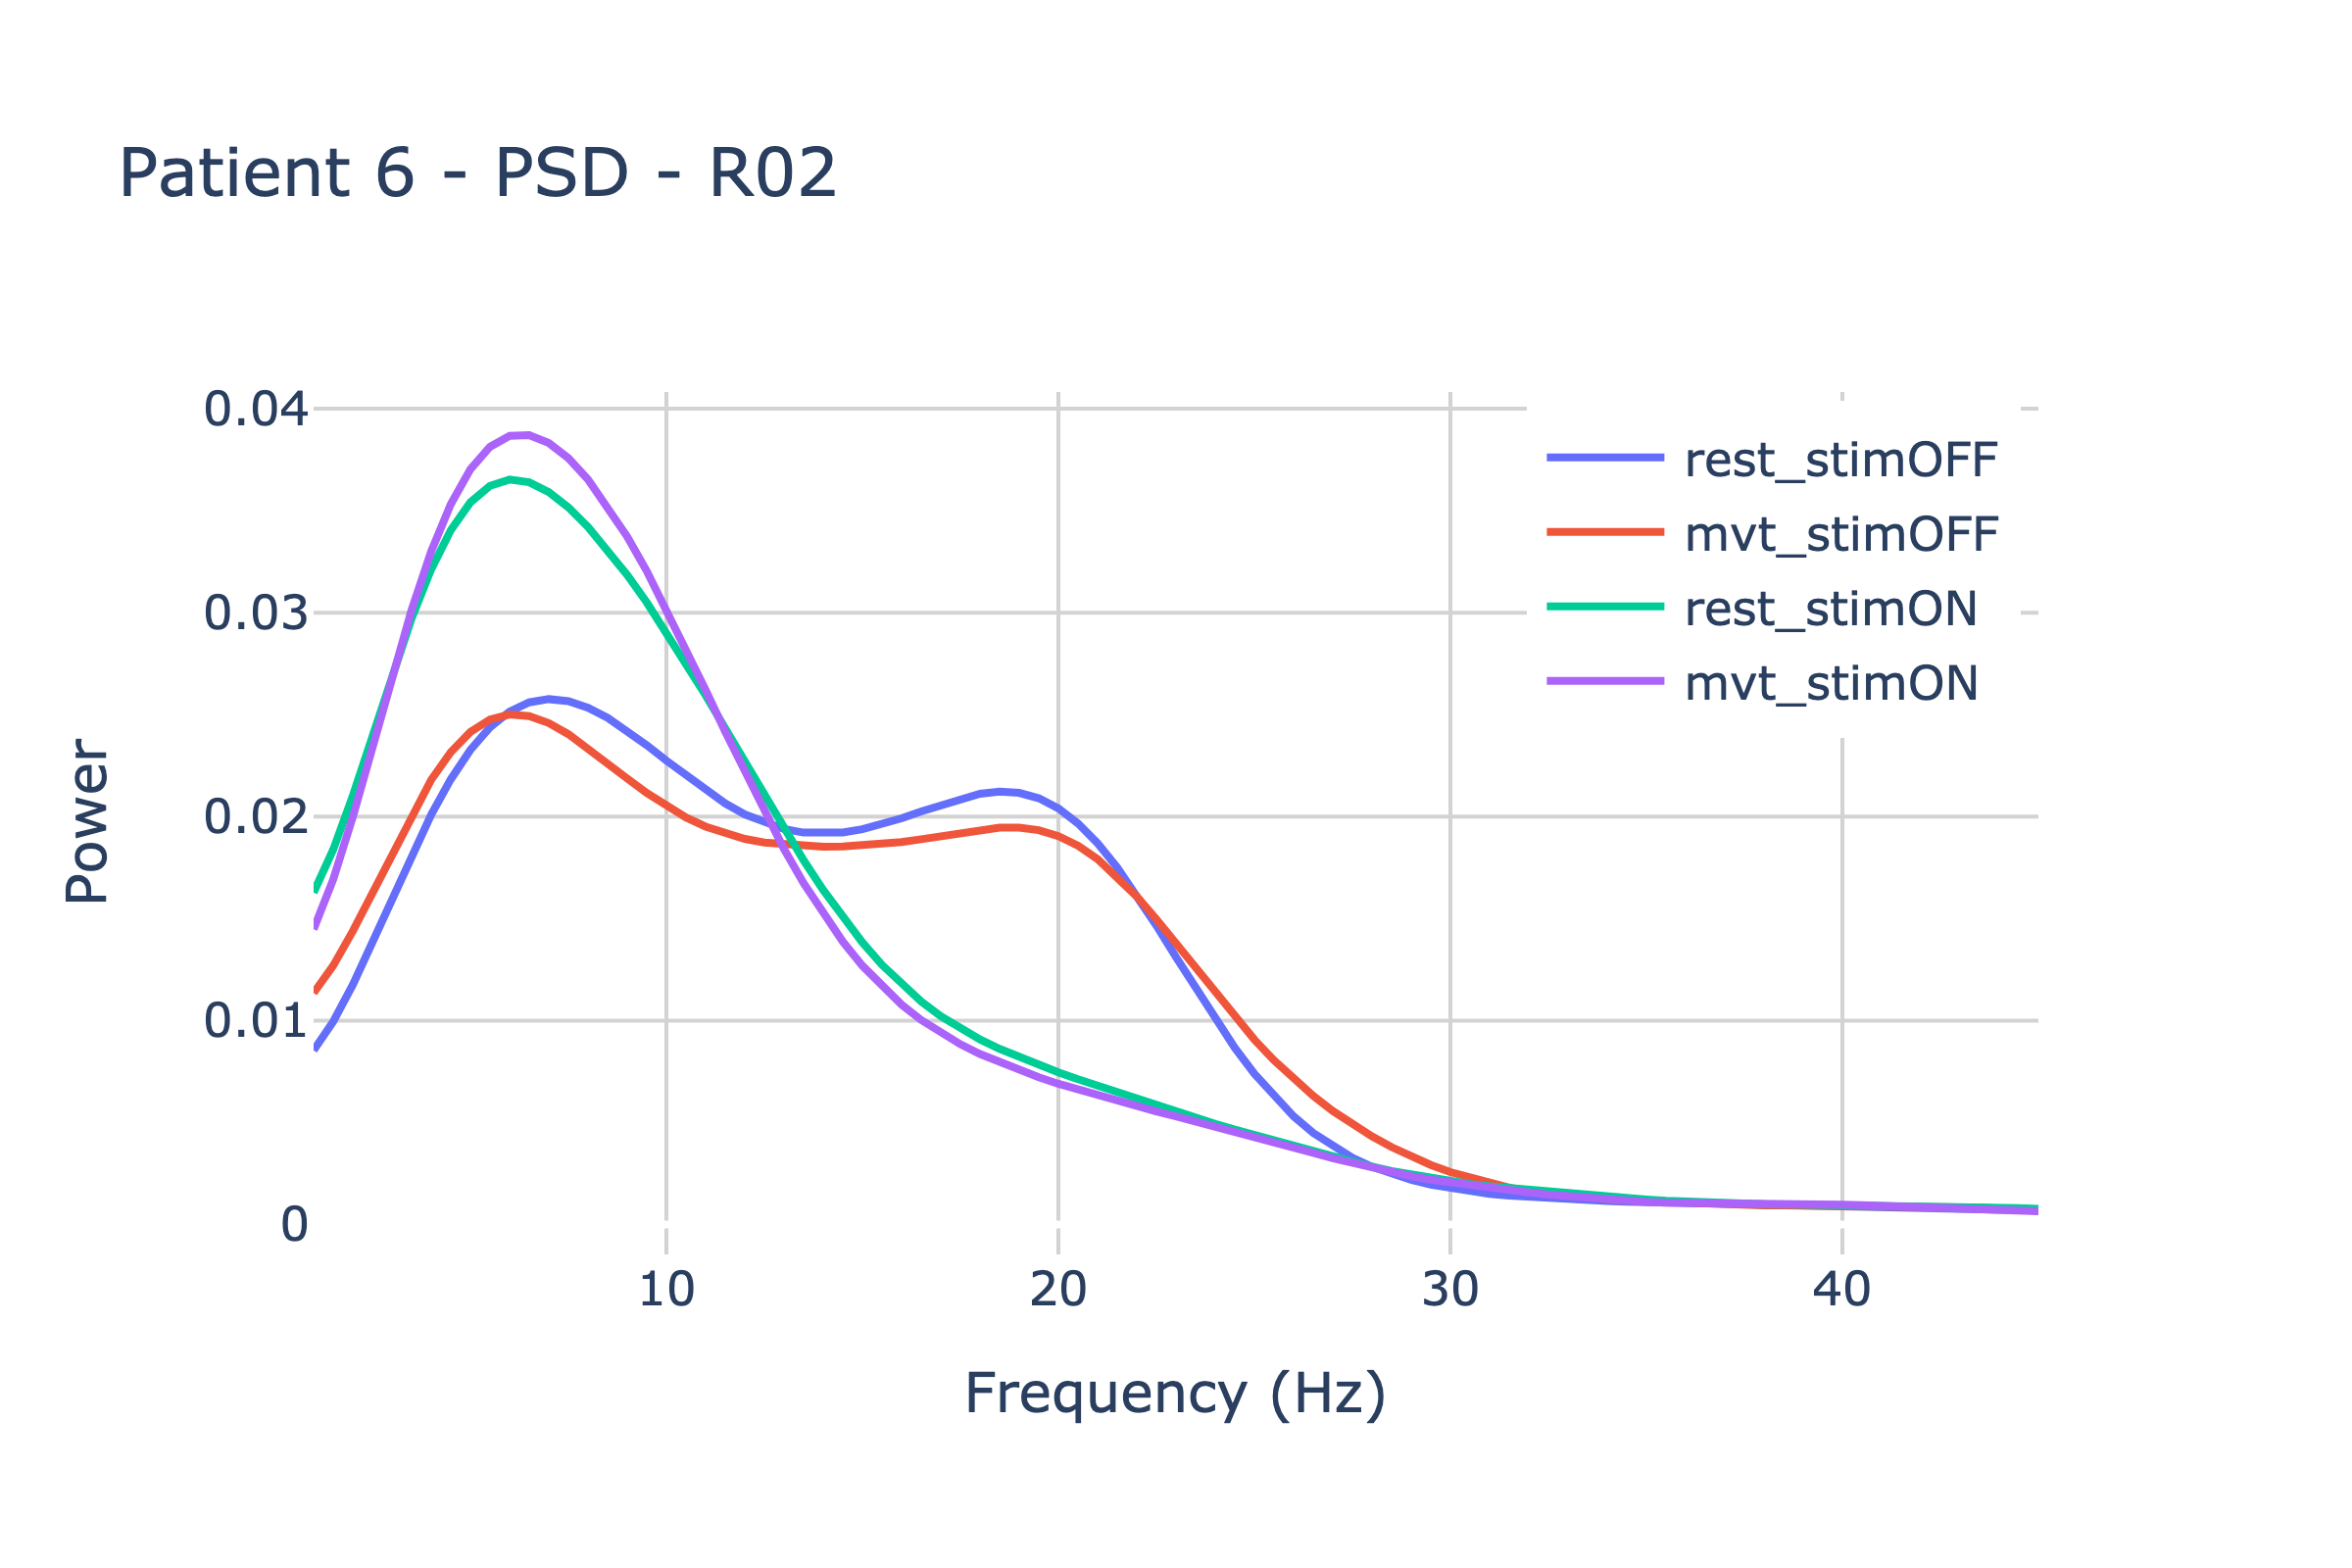 Patient 6 - PSD - R02
0.04
0.03
0.02
0.01
0
Power
rest_stimOFF
mvt_stimOFF
rest_stimON
mvt_stimON
10 20 30 40
Frequency (Hz)